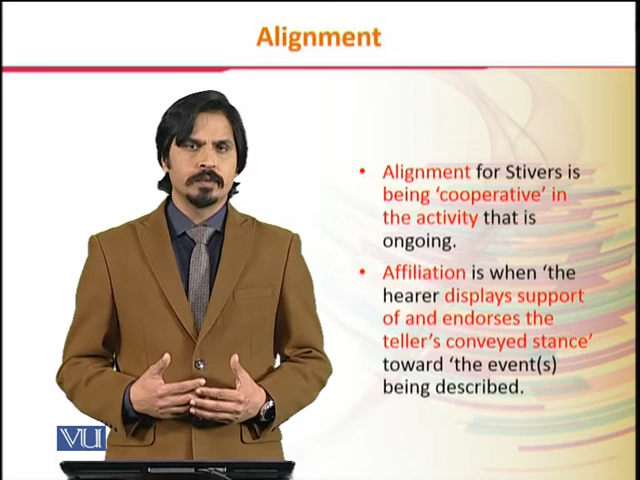 Alignment
• Alignment for Stivers is
being ‘cooperative’ in
the activity that is
ongoing.
• Affiliation is when ‘the
hearer displays support
of and endorses the
teller’s conveyed stance’
toward ‘the event(s)
being described.
VU